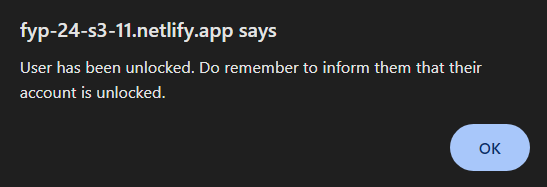 fyp-24-s3-11.netlify.app says
User has been unlocked. Do remember to inform them that their
account is unlocked.
OK